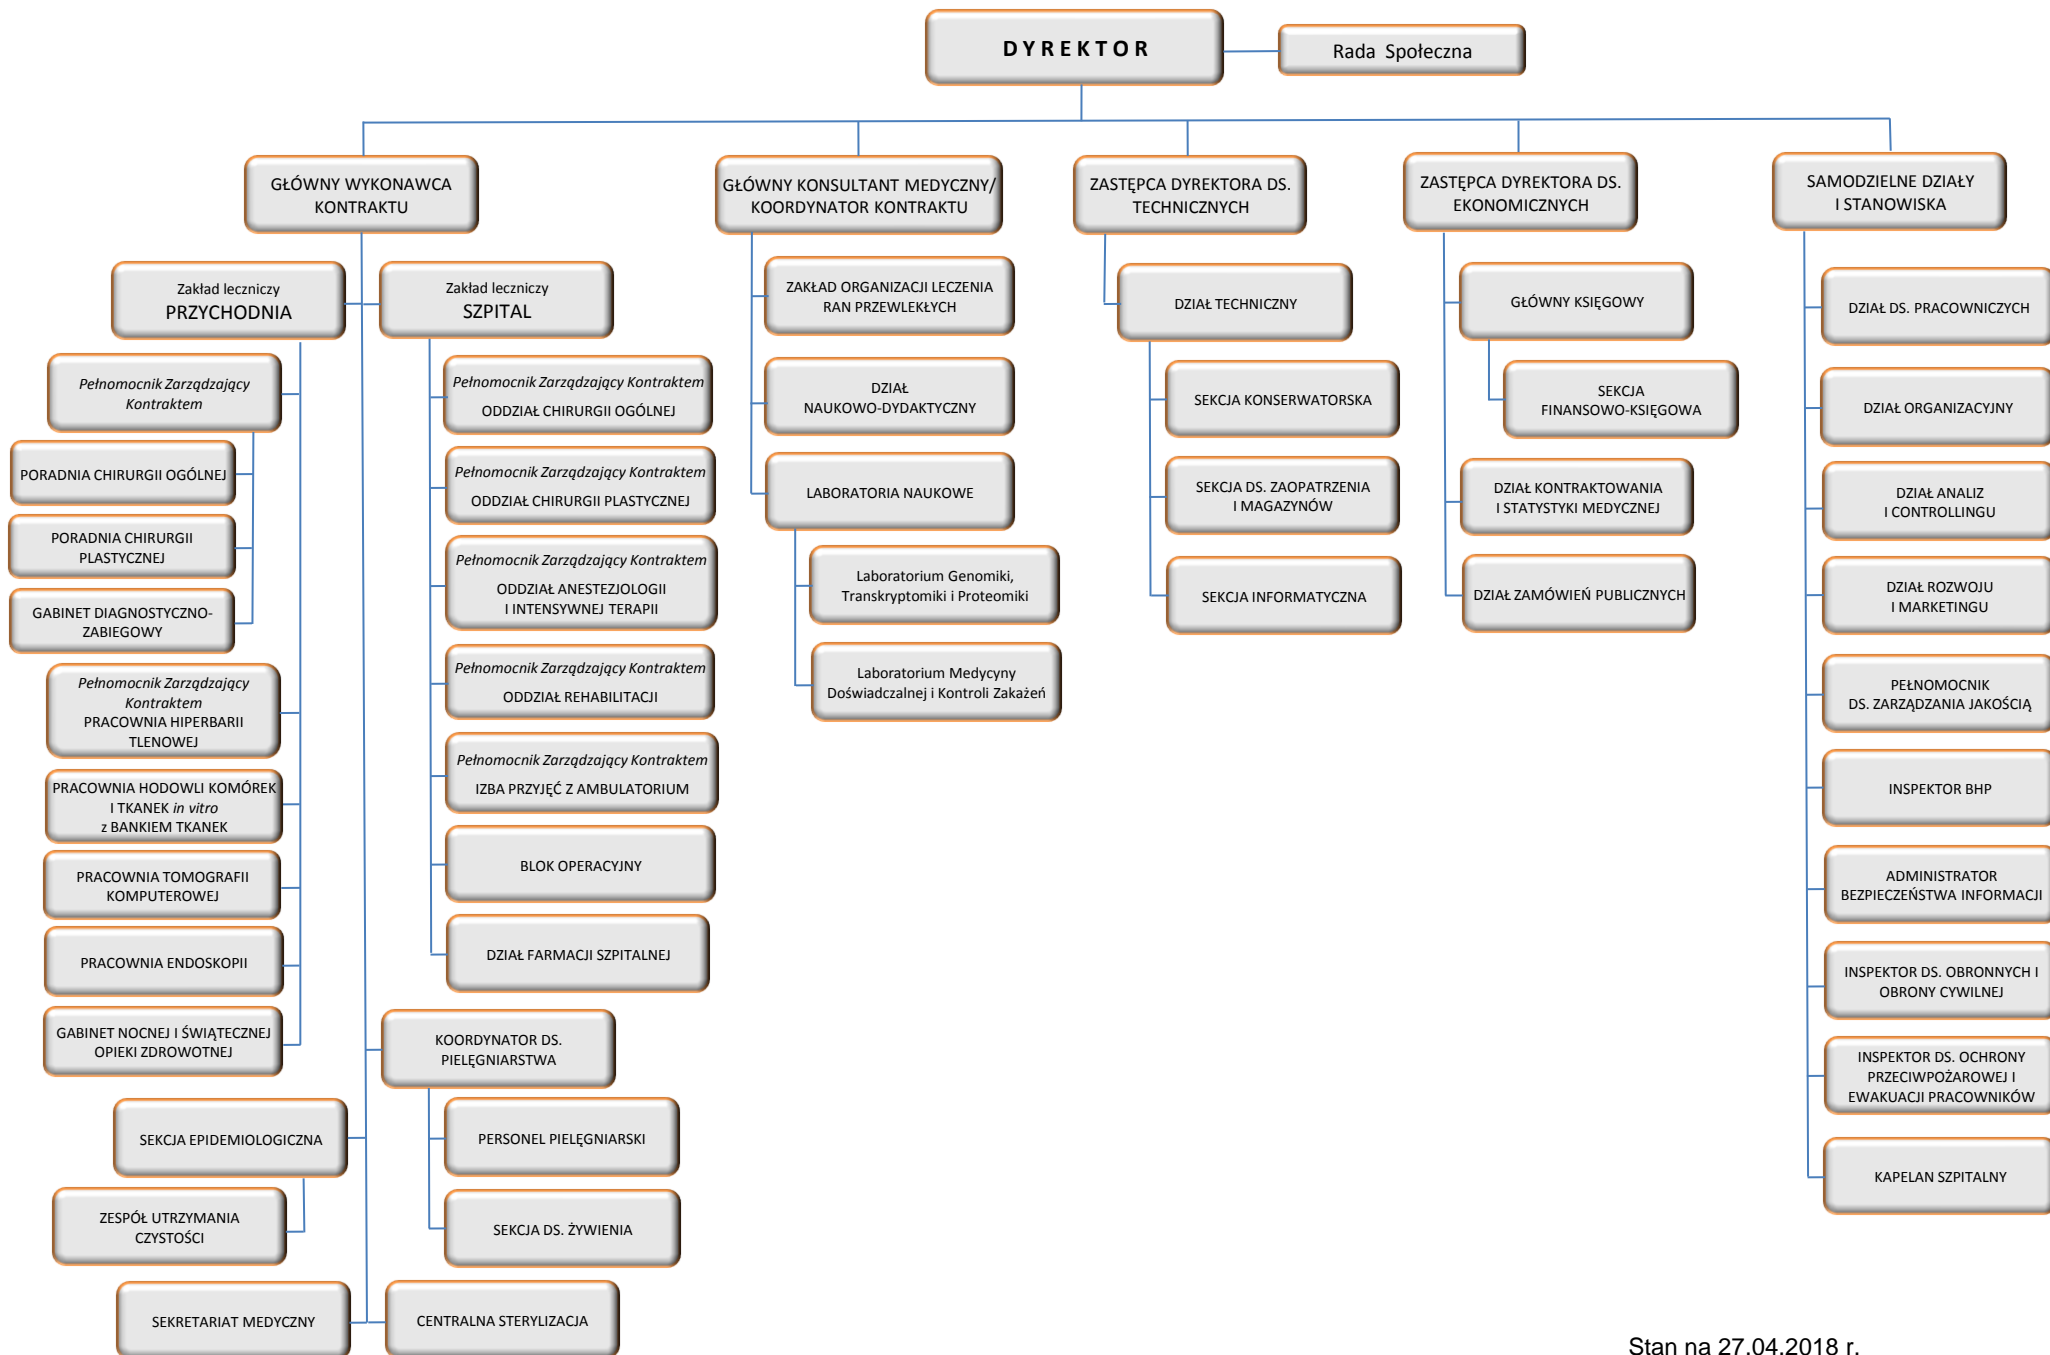 DYREKTOR
Rada Społeczna
GŁÓWNY WYKONAWCA
KONTRAKTU
GŁÓWNY KONSULTANT MEDYCZNY/
KOORDYNATOR KONTRAKTU
ZASTĘPCA DYREKTORA DS.
TECHNICZNYCH
ZASTĘPCA DYREKTORA DS.
EKONOMICZNYCH
SAMODZIELNE DZIAŁY
I STANOWISKA
Zakład leczniczy
PRZYCHODNIA
Pełnomocnik Zarządzający
Kontraktem
PORADNIA CHIRURGII OGÓLNEJ
PORADNIA CHIRURGII
PLASTYCZNEJ
GABINET DIAGNOSTYCZNO-
ZABIEGOWY
Pełnomocnik Zarządzający
Kontraktem
PRACOWNIA HIPERBARII
TLENOWEJ
PRACOWNIA HODOWLI KOMÓREK
I TKANEK in vitro
z BANKIEM TKANEK
PRACOWNIA TOMOGRAFII
KOMPUTEROWEJ
PRACOWNIA ENDOSKOPII
GABINET NOCNEJ I ŚWIĄTECZNEJ
OPIEKI ZDROWOTNEJ
SEKCJA EPIDEMIOLOGICZNA
ZESPÓŁ UTRZYMANIA
CZYSTOŚCI
SEKRETARIAT MEDYCZNY
Zakład leczniczy
SZPITAL
Pełnomocnik Zarządzający Kontraktem
ODDZIAŁ CHIRURGII OGÓLNEJ
Pełnomocnik Zarządzający Kontraktem
ODDZIAŁ CHIRURGII PLASTYCZNEJ
Pełnomocnik Zarządzający Kontraktem
ODDZIAŁ ANESTEZJOLOGII
I INTENSYWNEJ TERAPII
Pełnomocnik Zarządzający Kontraktem
ODDZIAŁ REHABILITACJI
Pełnomocnik Zarządzający Kontraktem
IZBA PRZYJĘĆ Z AMBULATORIUM
BLOK OPERACYJNY
DZIAŁ FARMACJI SZPITALNEJ
KOORDYNATOR DS.
PIELĘGNIARSTWA
PERSONEL PIELĘGNIARSKI
SEKCJA DS. ŻYWIENIA
CENTRALNA STERYLIZACJA
ZAKŁAD ORGANIZACJI LECZENIA
RAN PRZEWLEKŁYCH
DZIAŁ
NAUKOWO-DYDAKTYCZNY
LABORATORIA NAUKOWE
Laboratorium Genomiki,
Transkryptomiki i Proteomiki
Laboratorium Medycyny
Doświadczalnej i Kontroli Zakażeń
DZIAŁ TECHNICZNY
SEKCJA KONSERWATORSKA
SEKCJA DS. ZAOPATRZENIA
I MAGAZYNÓW
SEKCJA INFORMATYCZNA
GŁÓWNY KSIĘGOWY
SEKCJA
FINANSOWO-KSIĘGOWA
DZIAŁ KONTRAKTOWANIA
I STATYSTYKI MEDYCZNEJ
DZIAŁ ZAMÓWIEŃ PUBLICZNYCH
DZIAŁ DS. PRACOWNICZYCH
DZIAŁ ORGANIZACYJNY
DZIAŁ ANALIZ
I CONTROLLINGU
DZIAŁ ROZWOJU
I MARKETINGU
PEŁNOMOCNIK
DS. ZARZĄDZANIA JAKOŚCIĄ
INSPEKTOR BHP
ADMINISTRATOR
BEZPIECZEŃSTWA INFORMACJI
INSPEKTOR DS. OBRONNYCH I
OBRONY CYWILNEJ
INSPEKTOR DS. OCHRONY
PRZECIWPOŻAROWEJ I
EWAKUACJI PRACOWNIKÓW
KAPELAN SZPITALNY
Stan na 27.04.2018 r.